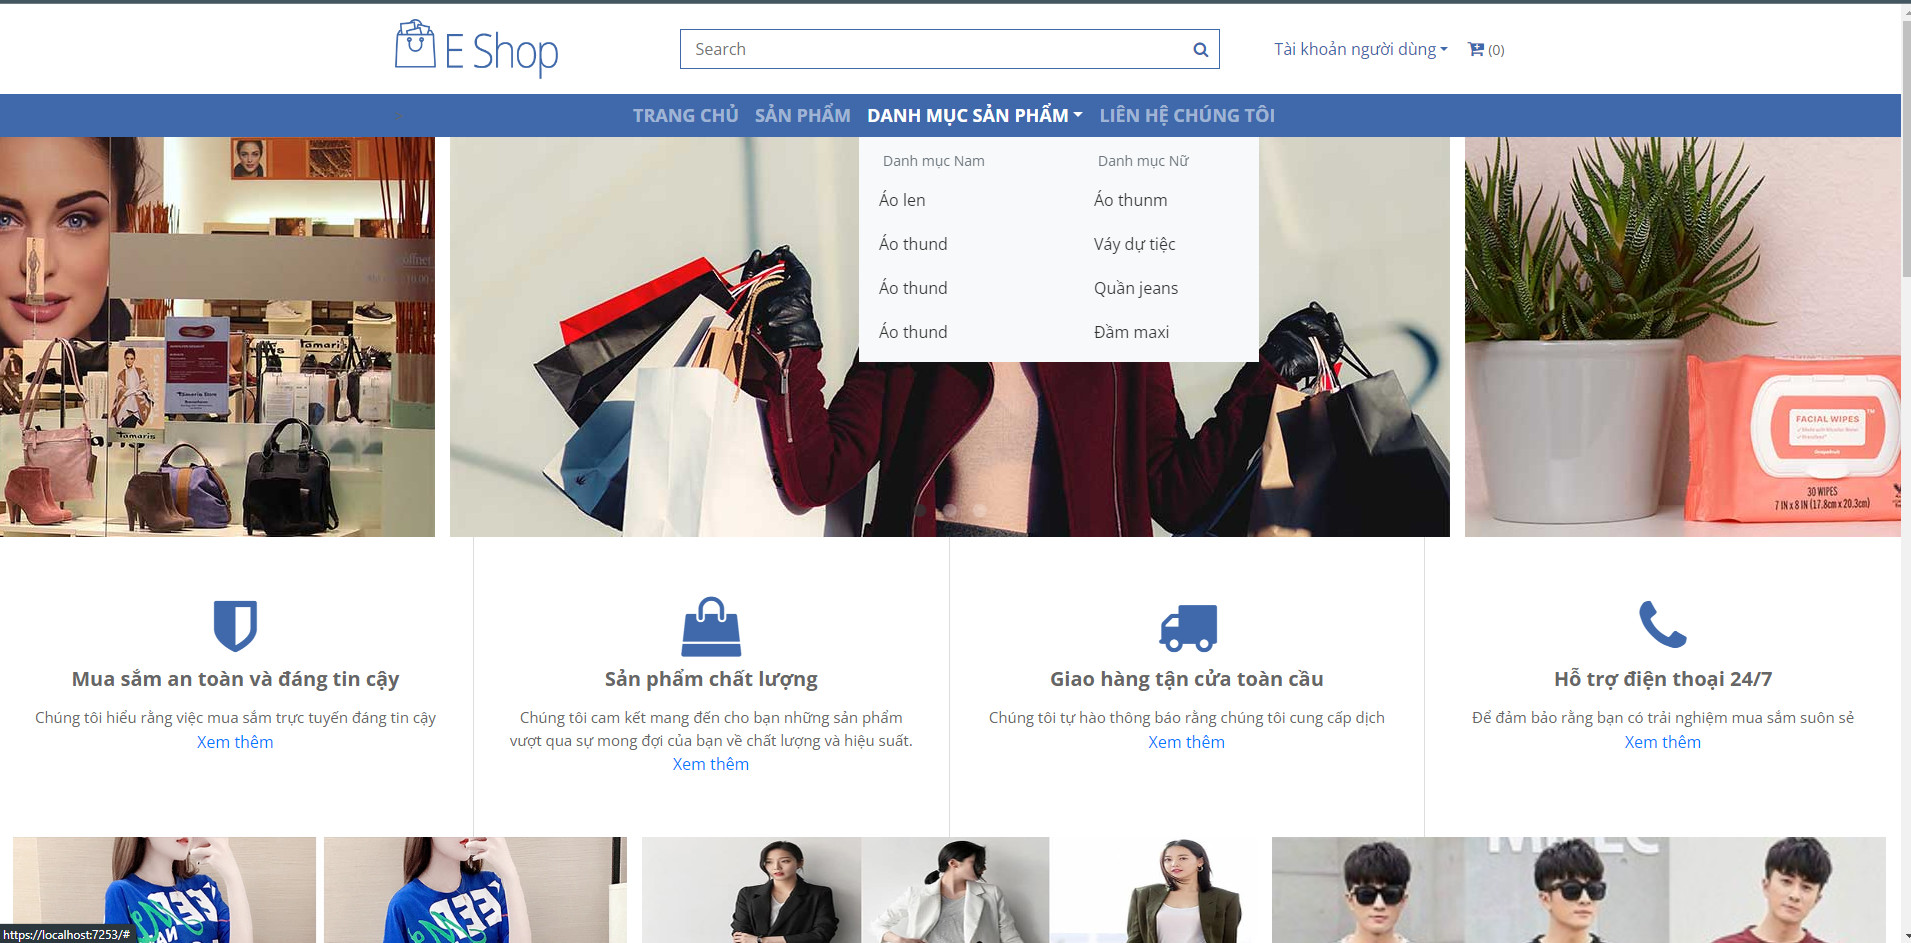 E Shop
Search
Tài khoản người dùng
(0)
TRANG CHỦ
SẢN PHẨM
DANH MỤC SẢN PHẨM
LIÊN HỆ CHÚNG TÔI
Danh mục Nam
Áo len
Áo thund
Áo thund
Áo thund
Danh mục Nữ
Áo thunm
Váy dự tiệc
Quần jeans
Đầm maxi
Tamaris
Tamaris
FACIAL WIPES
30 WIPES
7 IN x 8 IN (17.8cm x 20.3cm)
Mua sắm an toàn và đáng tin cậy
Chúng tôi hiểu rằng việc mua sắm trực tuyến đáng tin cậy
Xem thêm
Sản phẩm chất lượng
Chúng tôi cam kết mang đến cho bạn những sản phẩm
vượt qua sự mong đợi của bạn về chất lượng và hiệu suất.
Xem thêm
Giao hàng tận cửa toàn cầu
Chúng tôi tự hào thông báo rằng chúng tôi cung cấp dịch
Xem thêm
Hỗ trợ điện thoại 24/7
Để đảm bảo rằng bạn có trải nghiệm mua sắm suôn sẻ
Xem thêm
https://localhost:7253/#